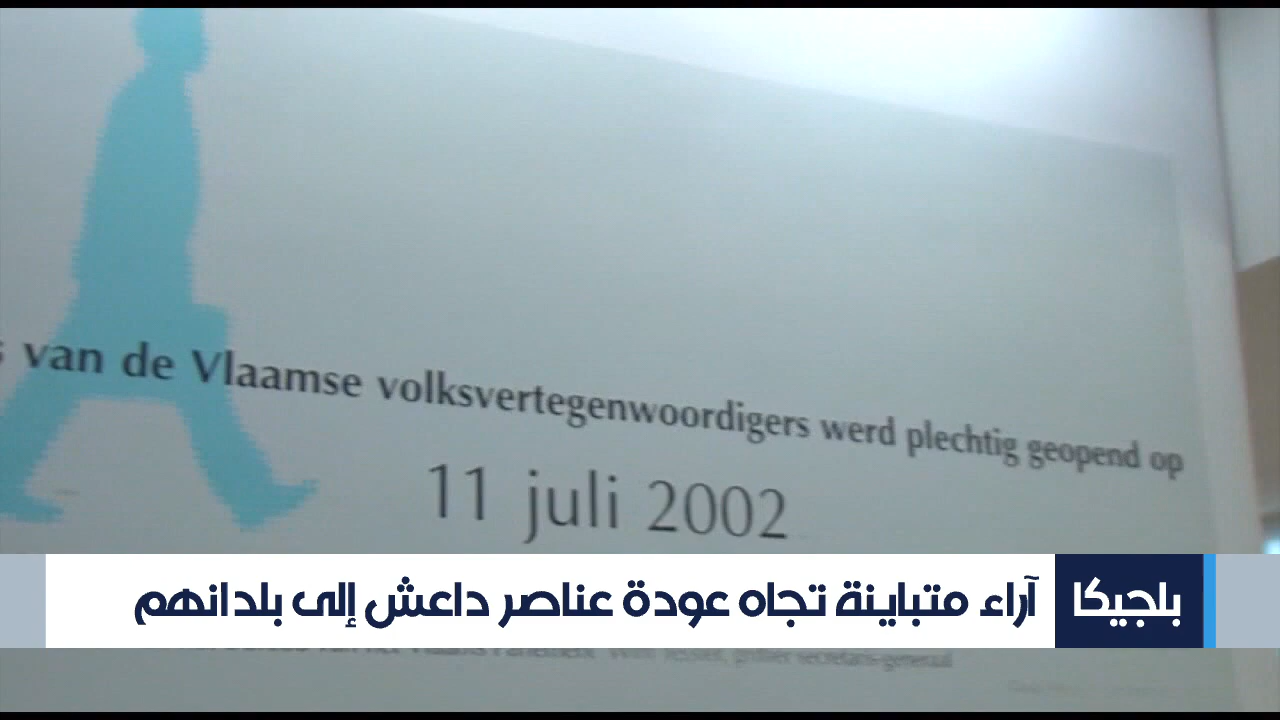 van de Vlaamse volksvertegenwoordigers werd plechtig geopend op
11 juli 2002
بلجيكا
آراء متباينة تجاه عودة عناصر داعش إلى بلدانهم